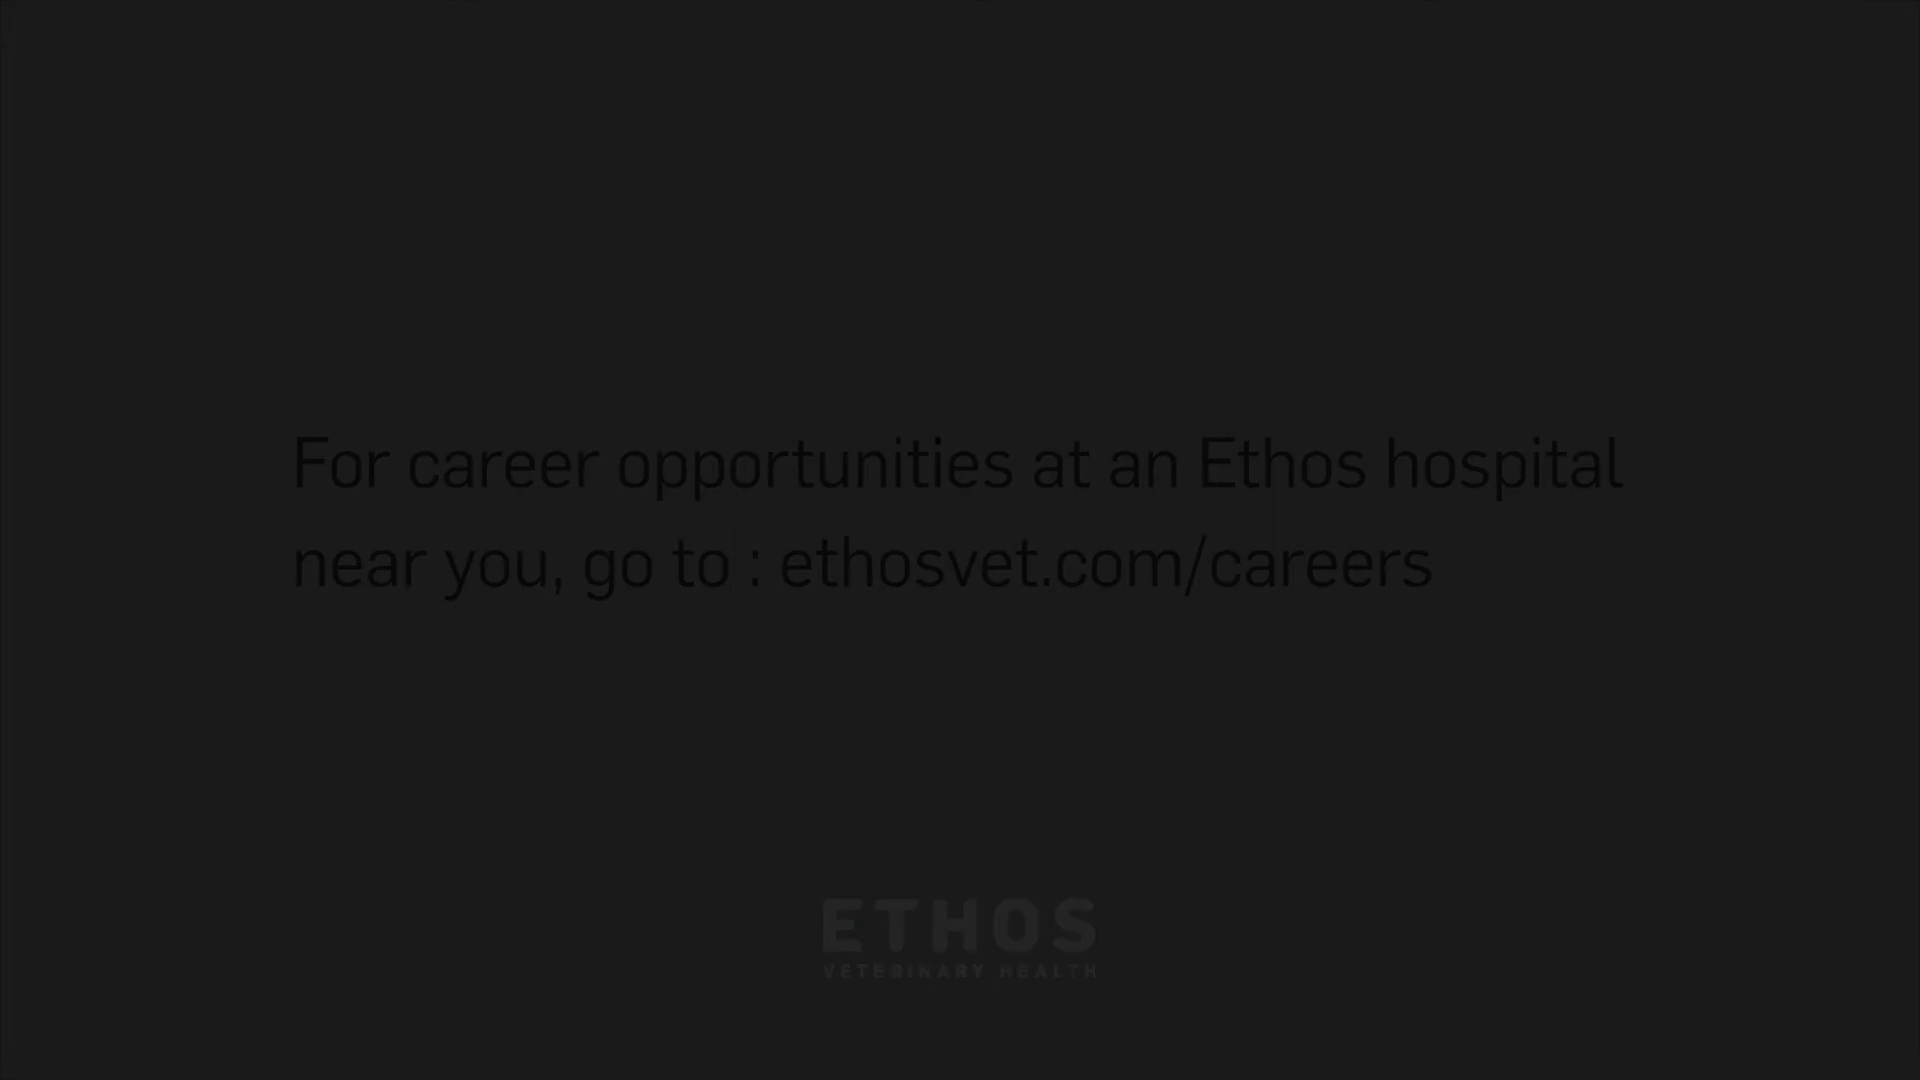 For career opportunities at an Ethos hospital
near you, go to : ethosvet.com/careers
ETHOS
VETERINARY HEALTH